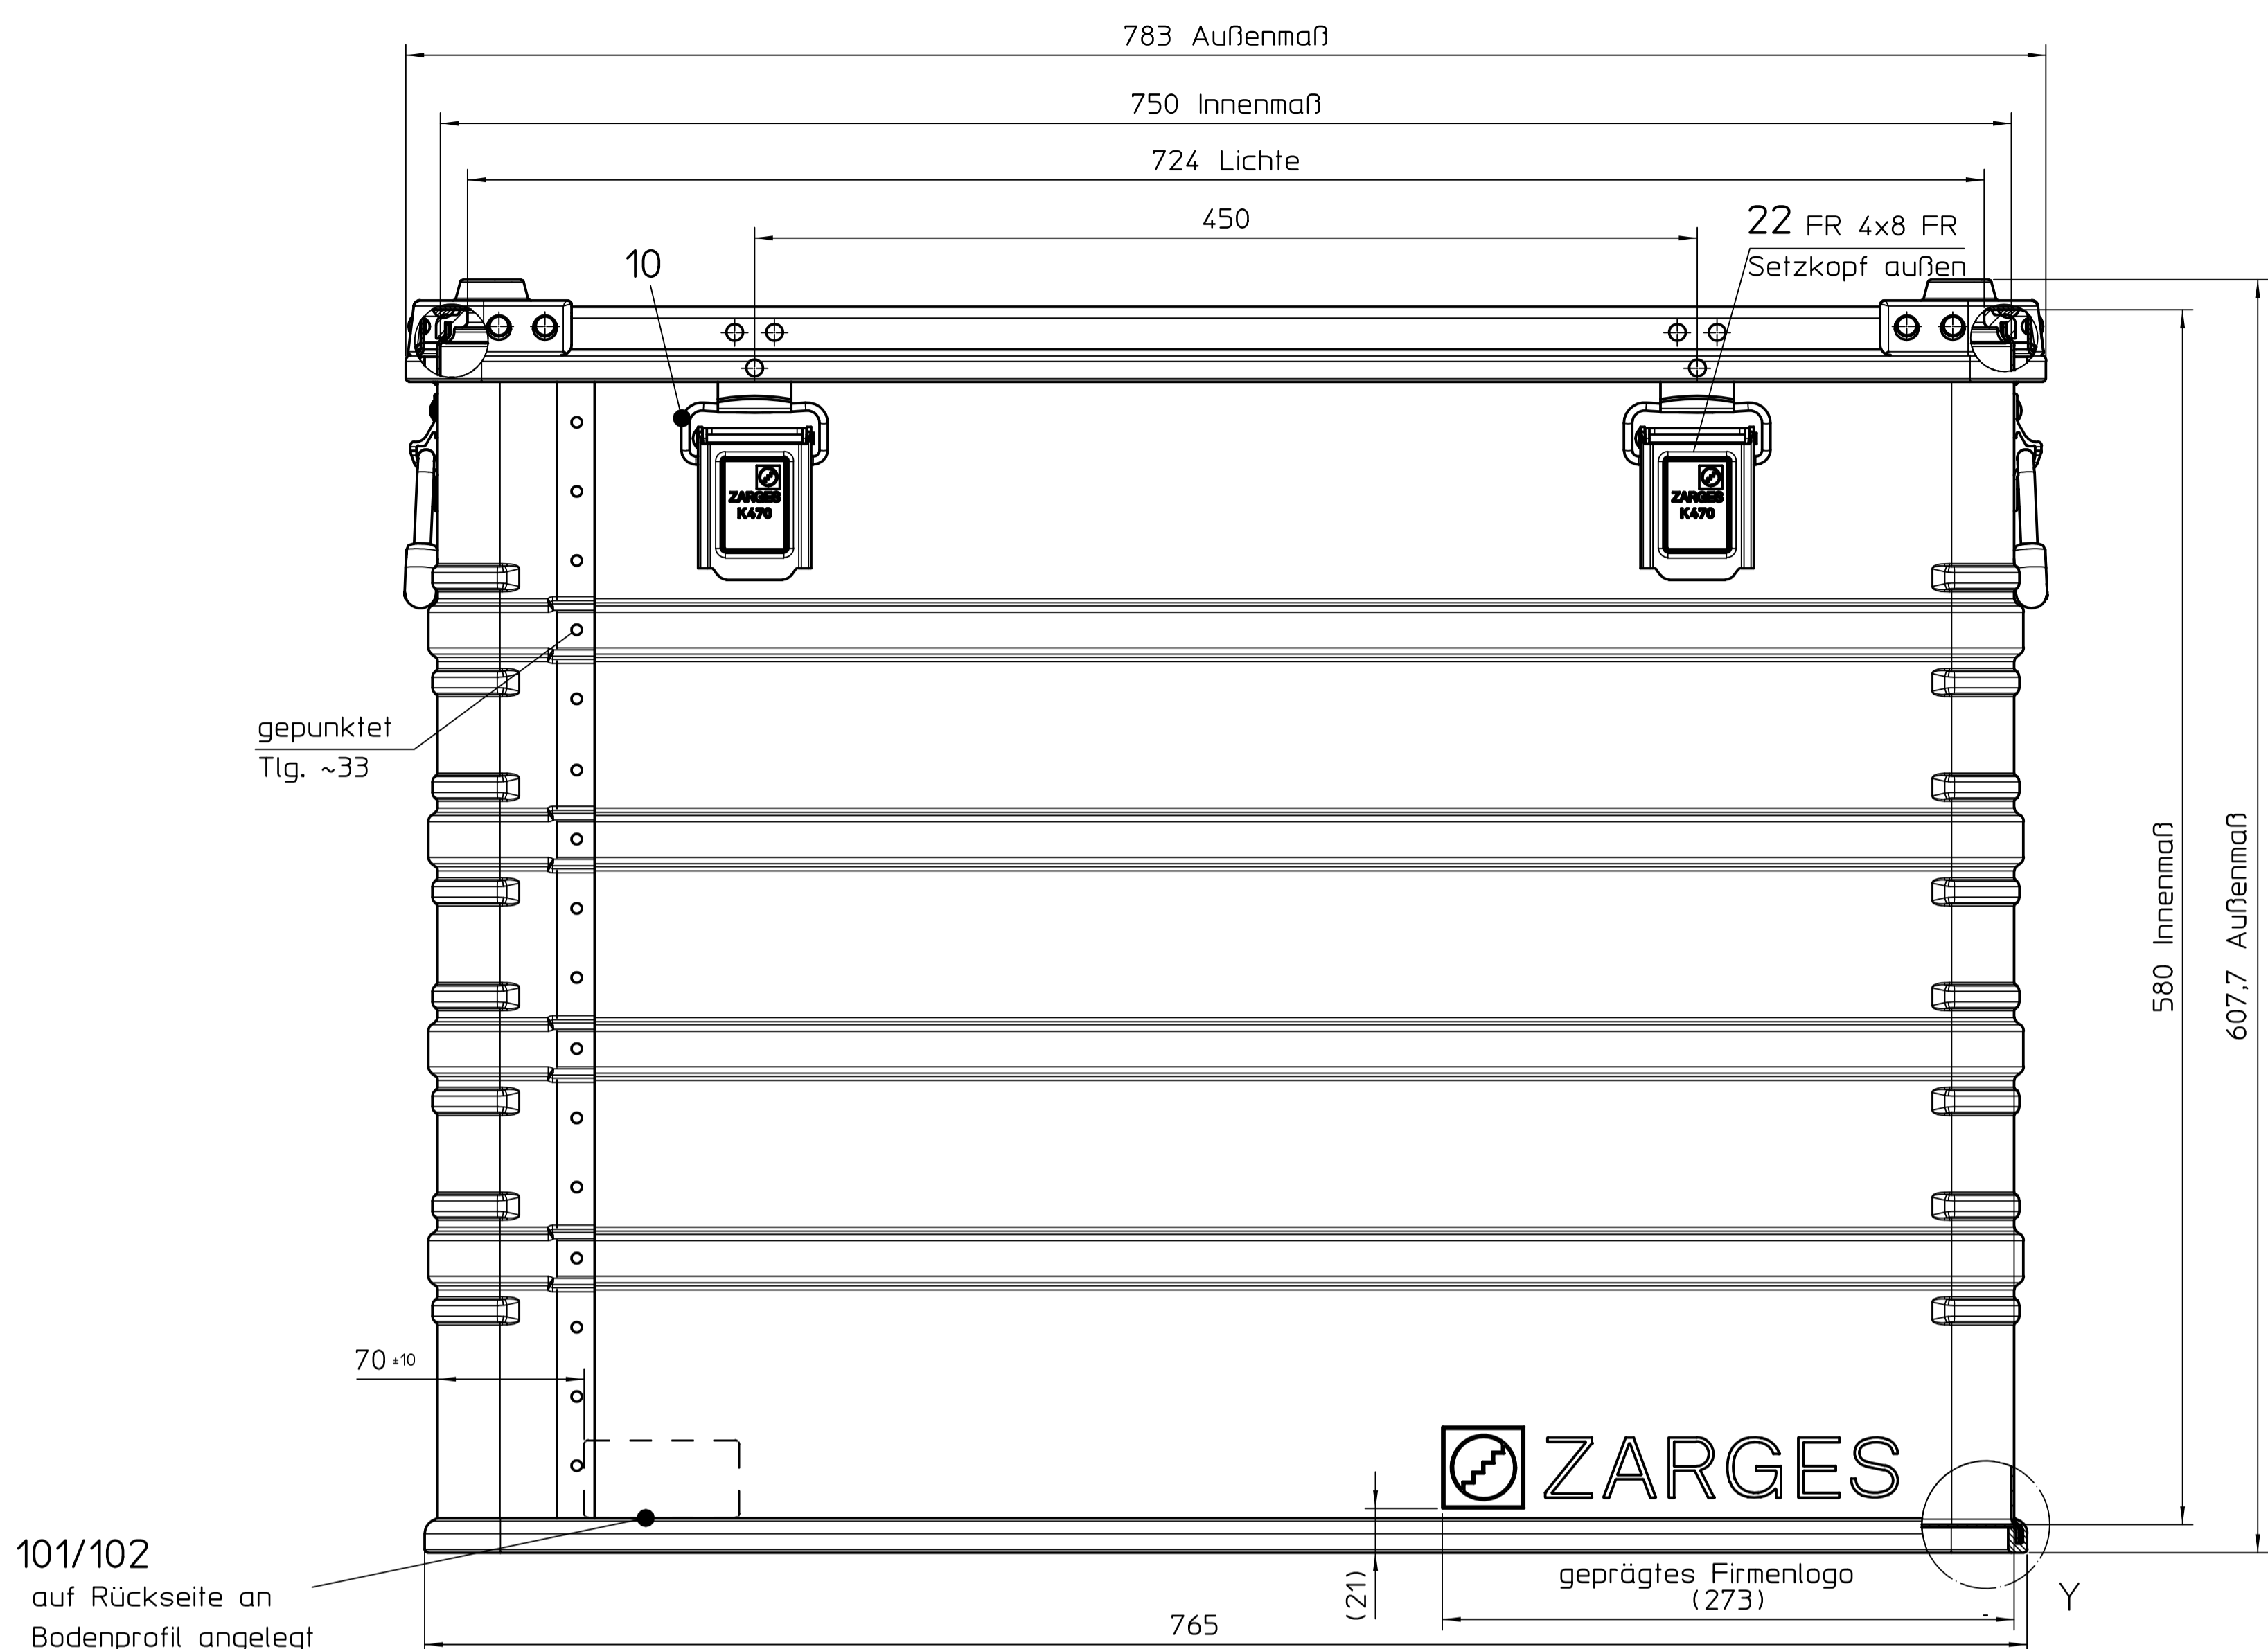 783 Außenmaß
750 Innenmaß
724 Lichte
450
22 FR 4x8 FR
Setzkopf außen
10
ZARGES
K470
ZARGES
K470
gepunktet
Tlg. ~33
580 Innenmaß
607,7 Außenmaß
70 ±10
ZARGES
101/102
auf Rückseite an
Bodenprofil angelegt
(21)
geprägtes Firmenlogo
(273)
Y
765